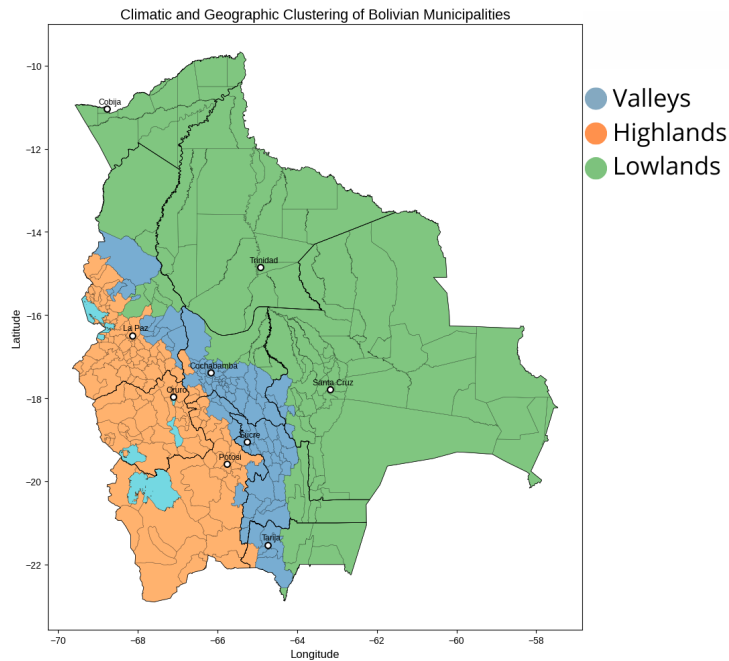 Climatic and Geographic Clustering of Bolivian Municipalities
Valleys
Highlands
Lowlands
Latitude
−10
−12
−14
−16
−18
−20
−22
Cobija
Trinidad
La Paz
Cochabamba
Santa Cruz
Oruro
Sucre
Potosí
Tarija
−70
−68
−66
−64
−62
−60
−58
Longitude